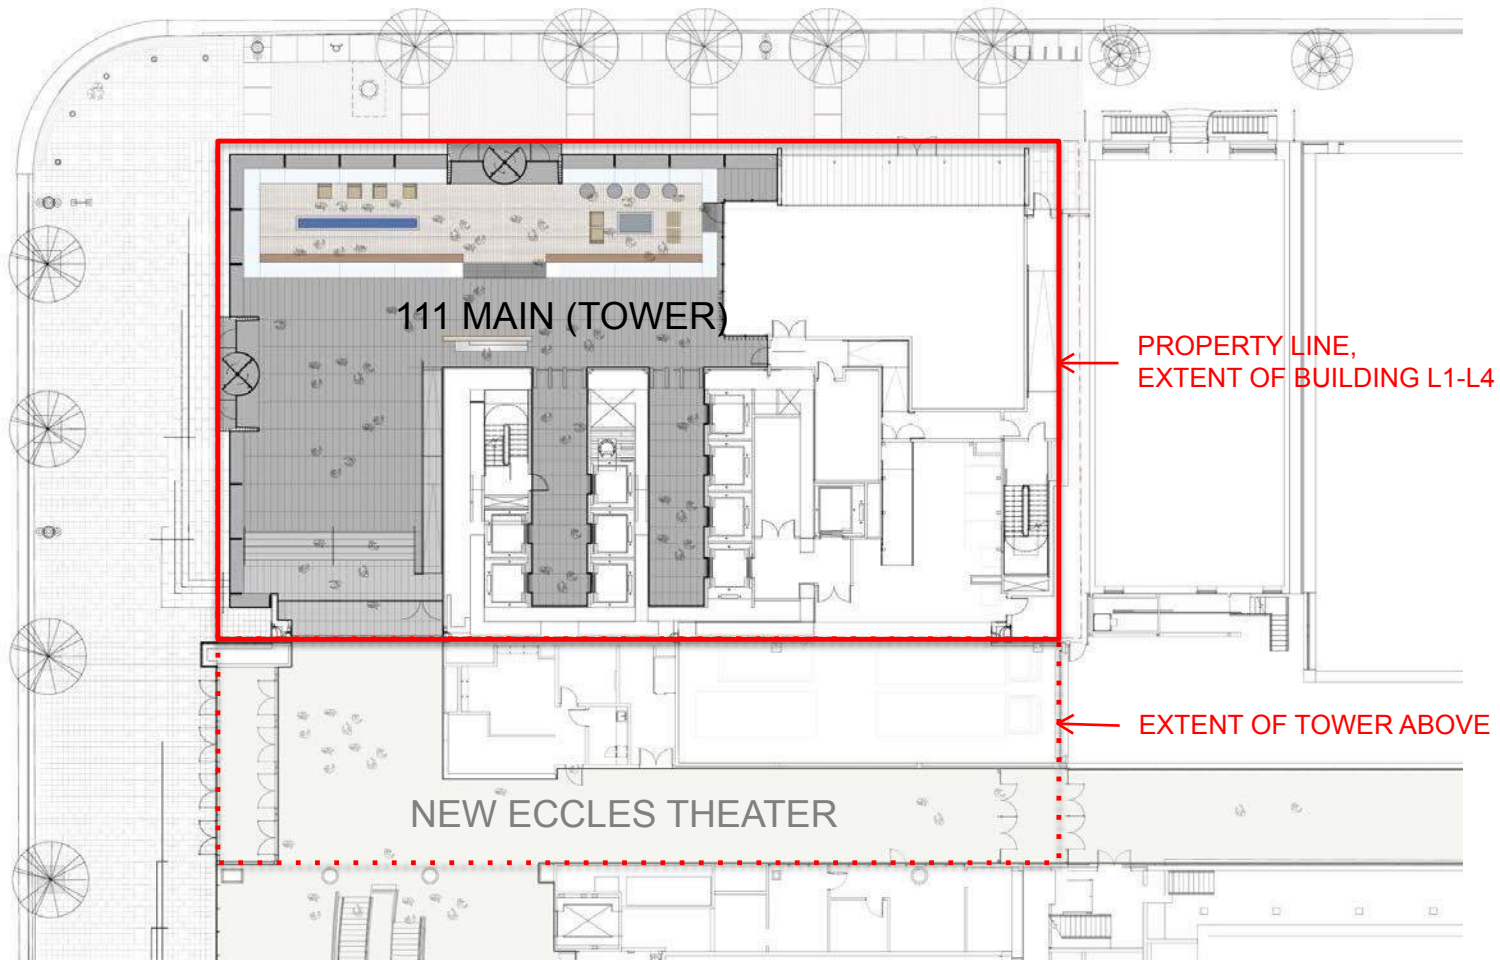 111 MAIN (TOWER)
PROPERTY LINE,
EXTENT OF BUILDING L1-L4
EXTENT OF TOWER ABOVE
NEW ECCLES THEATER